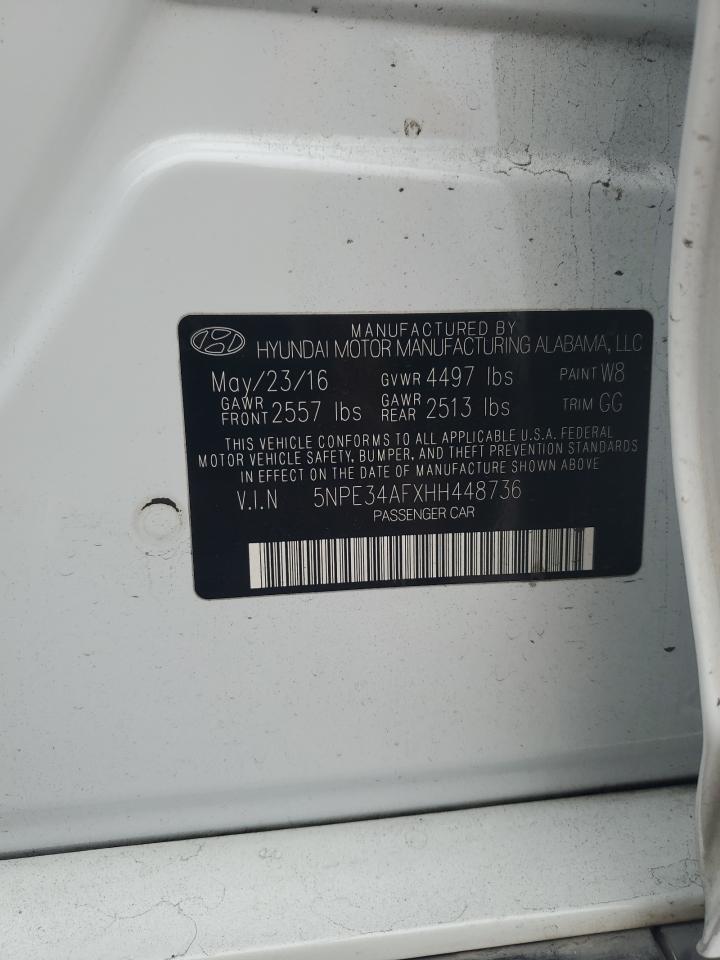 MANUFACTURED BY
HYUNDAI MOTOR MANUFACTURING ALABAMA, LLC
May/23/16 GVWR 4497 lbs PAINT W8
GAWR FRONT 2557 lbs GAWR REAR 2513 lbs TRIM GG
THIS VEHICLE CONFORMS TO ALL APPLICABLE U.S.A. FEDERAL
MOTOR VEHICLE SAFETY, BUMPER, AND THEFT PREVENTION STANDARDS
IN EFFECT ON THE DATE OF MANUFACTURE SHOWN ABOVE
V.I.N 5NPE34AFXHH448736
PASSENGER CAR